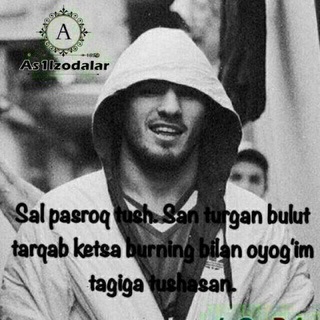 A
As1lzodalar
Sal pasroq tush. San turgan bulut
tarqab ketsa burning bilan oyog'im
tagiga tushasan.